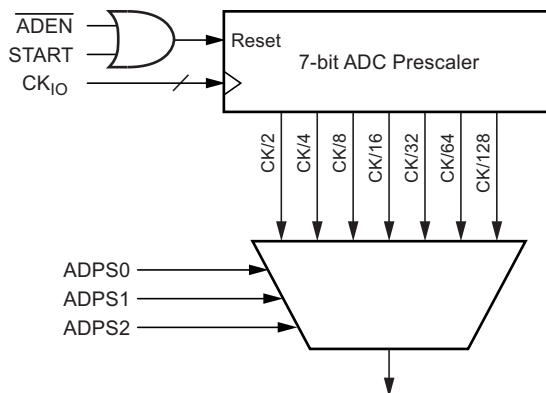 ADEN
START
CKIO
Reset
7-bit ADC Prescaler
CK/2
CK/4
CK/8
CK/16
CK/32
CK/64
CK/128
ADPS0
ADPS1
ADPS2